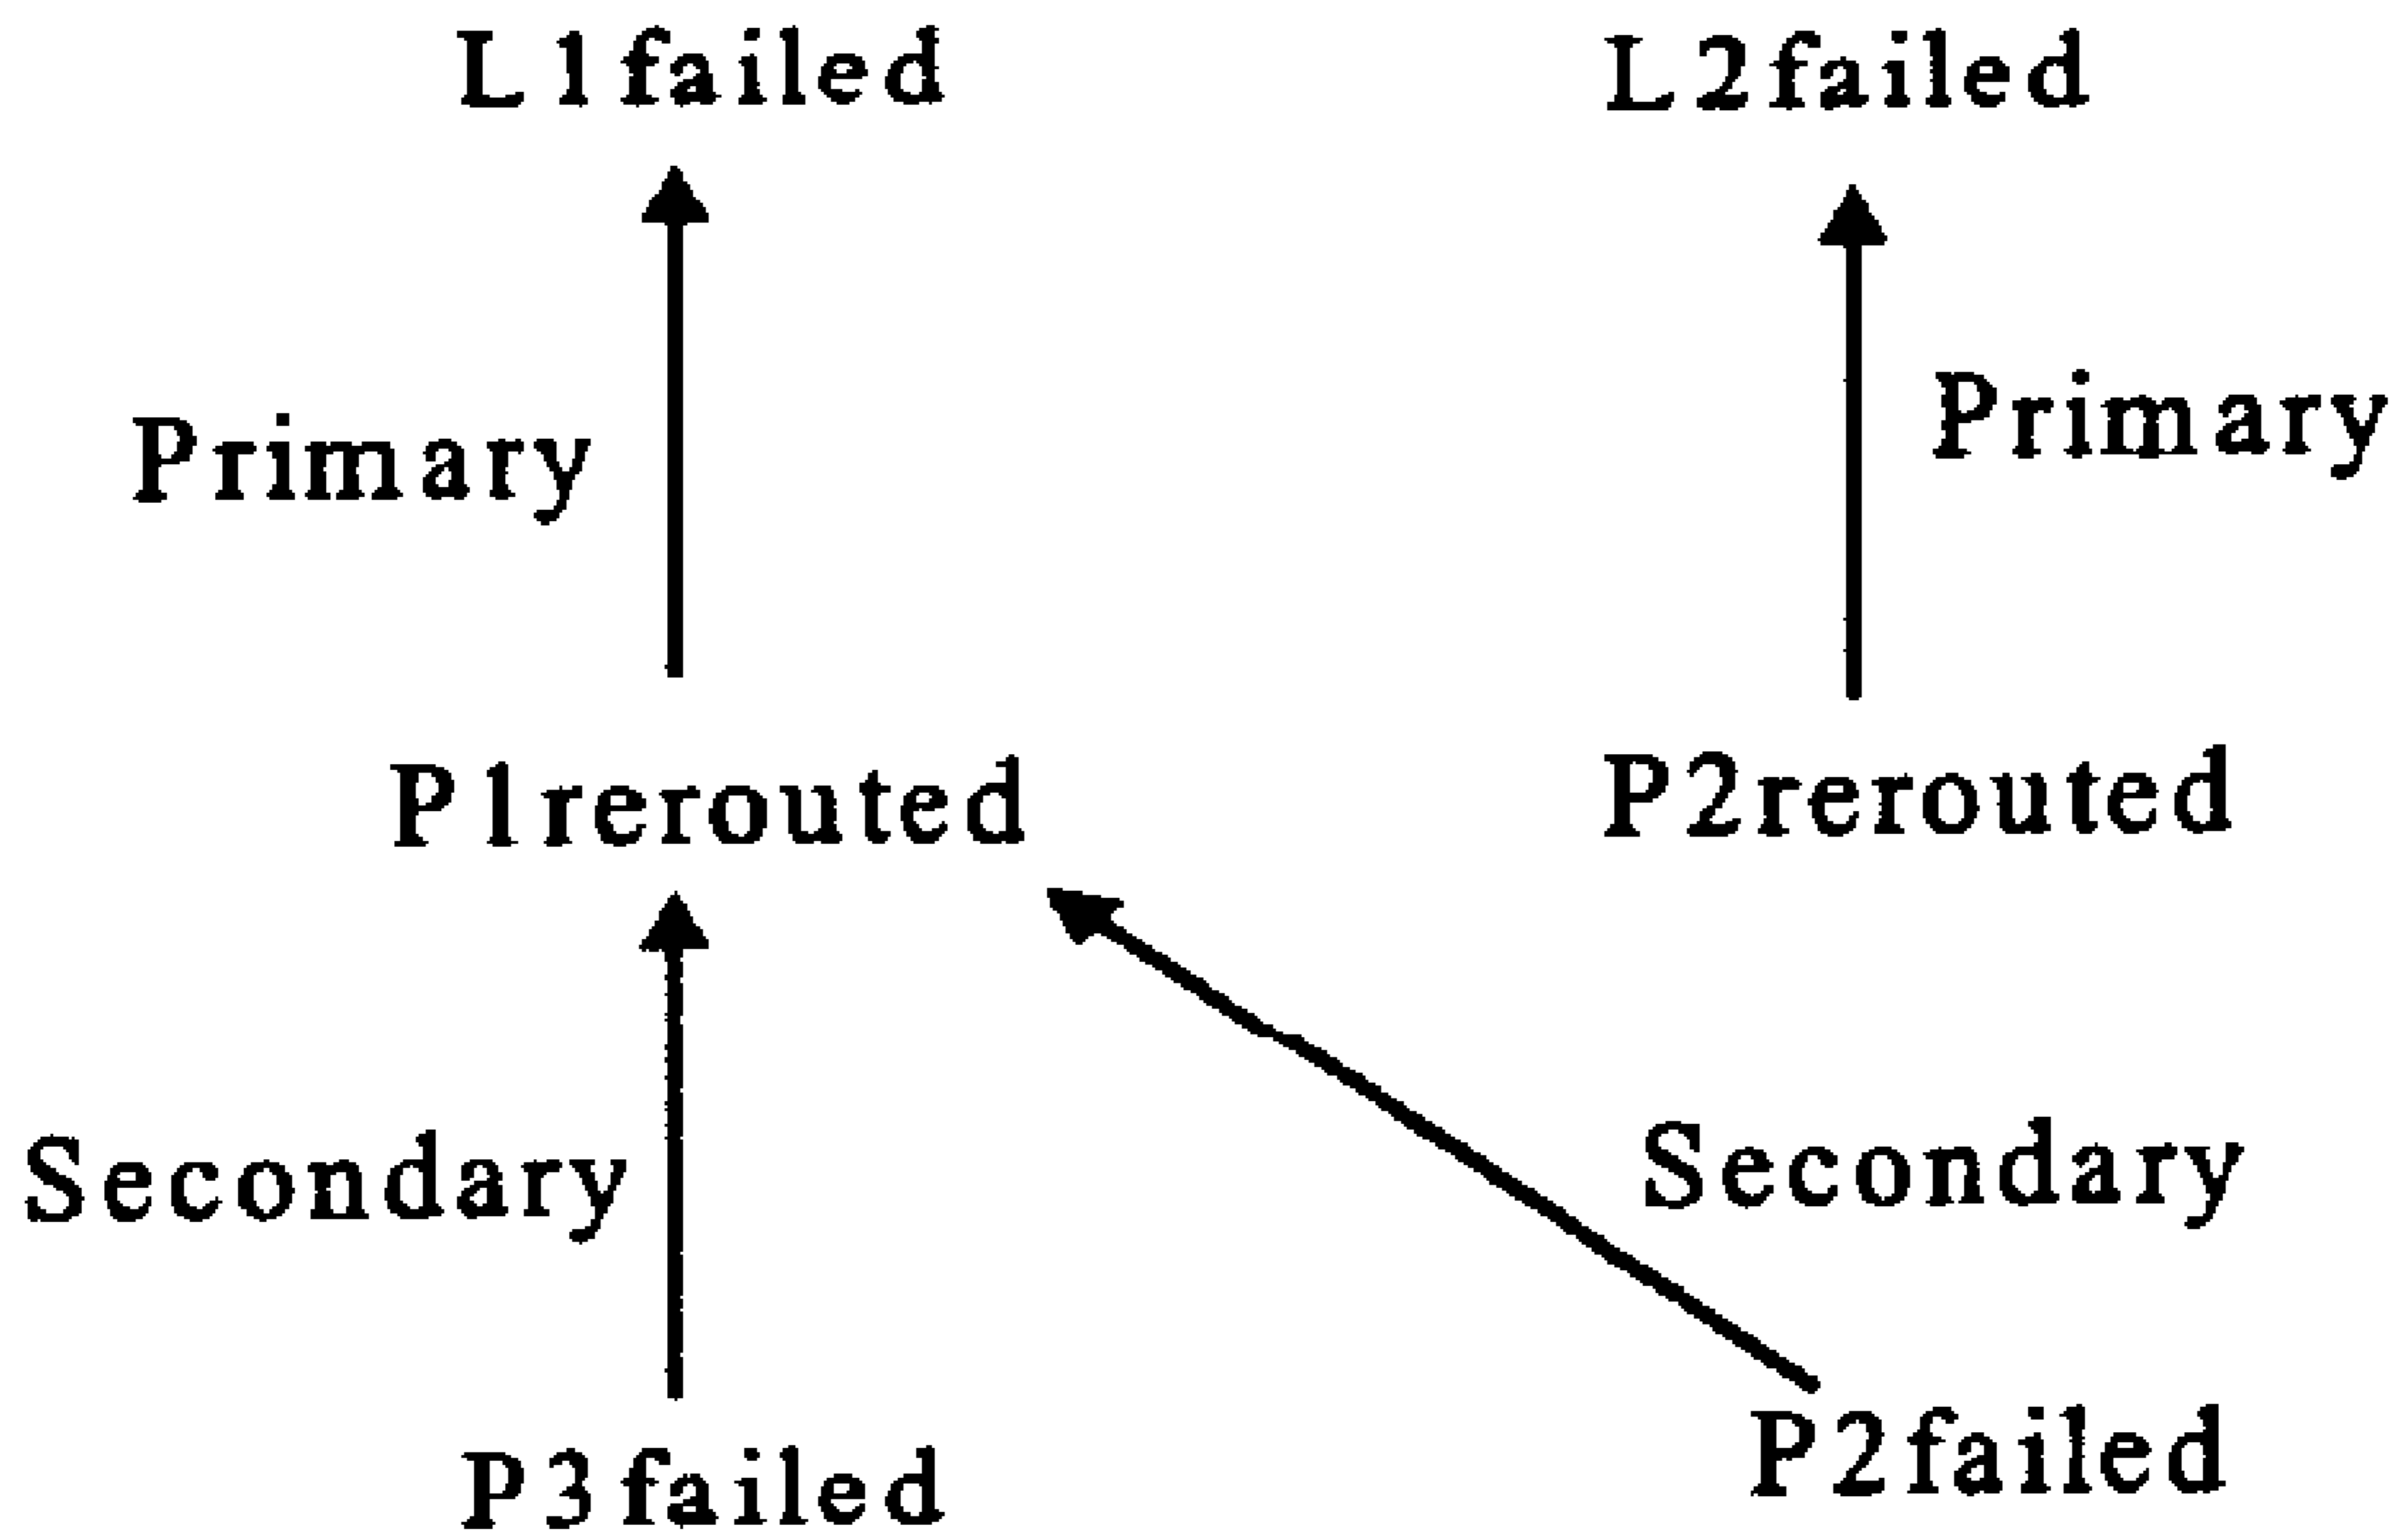 L1failed
L2failed
Primary
Primary
P1rerouted
P2rerouted
Secondary
Secondary
P3failed
P2failed